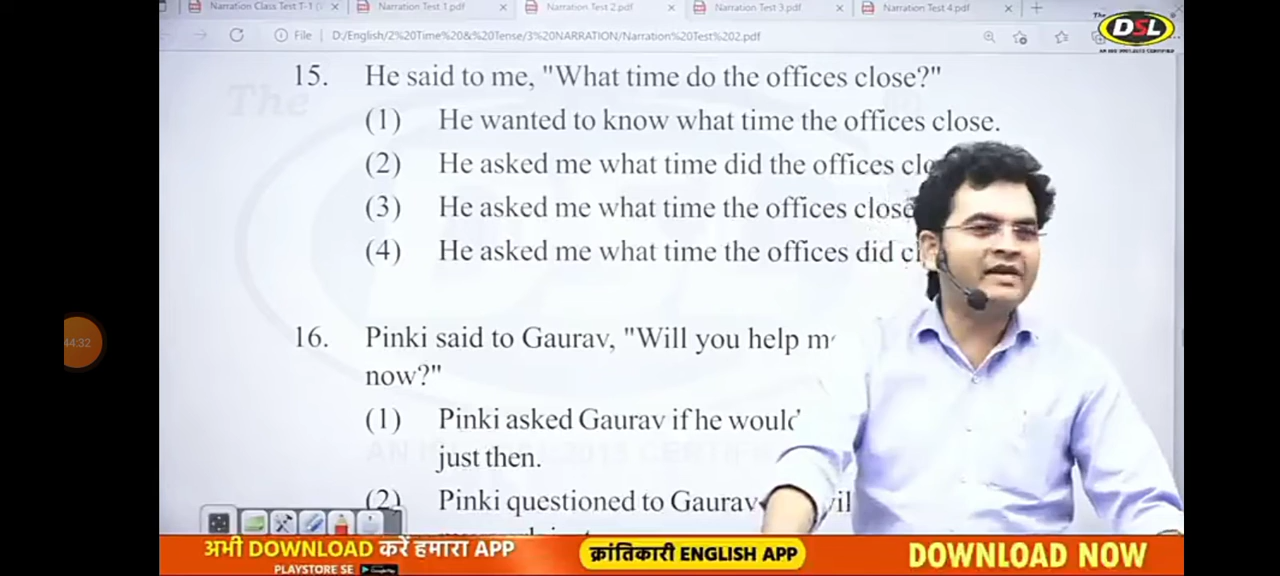 Narration Class Test T-1 (
Narration Test 1.pdf
Narration Test 2.pdf
Narration Test 3.pdf
Narration Test 4.pdf
File
D:/English/2%20Time%20&%20Tense/3%20NARRATION/Narration%20Test%202.pdf
The
DSL
15. He said to me, "What time do the offices close?"
(1) He wanted to know what time the offices close.
(2) He asked me what time did the offices
(3) He asked me what time the offices close
(4) He asked me what time the offices did
44:32
16. Pinki said to Gaurav, "Will you help
now?"
(1) Pinki asked Gaurav if he would
just then.
(2) Pinki questioned to Gaurav
अभी DOWNLOAD करें हमारा APP
PLAYSTORE SE
क्रांतिकारी ENGLISH APP
DOWNLOAD NOW